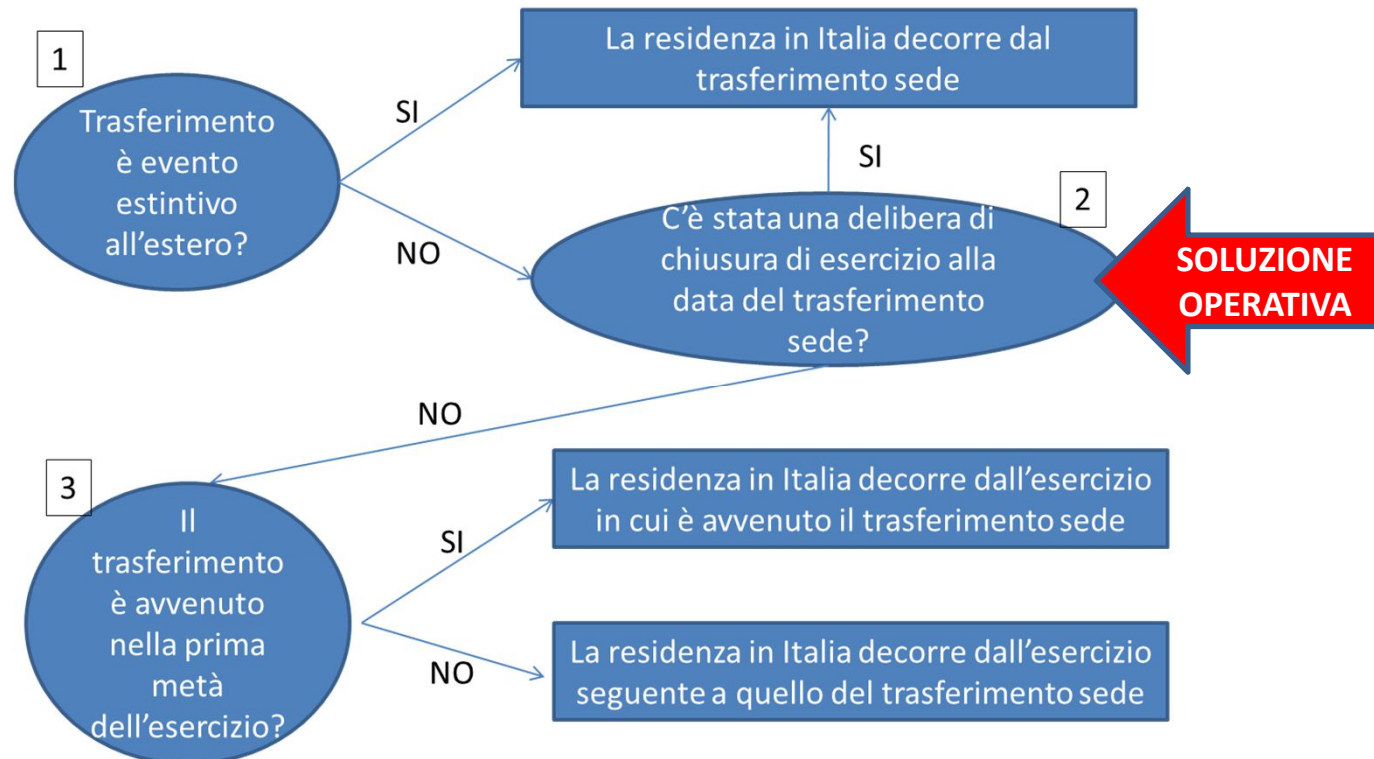 1
Trasferimento
è evento
estintivo
all'estero?
SI
NO
La residenza in Italia decorre dal
trasferimento sede
SI
2
C'è stata una delibera di
chiusura di esercizio alla
data del trasferimento
sede?
SOLUZIONE
OPERATIVA
NO
3
Il
trasferimento
è avvenuto
nella prima
metà
dell'esercizio?
SI
NO
La residenza in Italia decorre dall'esercizio
in cui è avvenuto il trasferimento sede
La residenza in Italia decorre dall'esercizio
seguente a quello del trasferimento sede